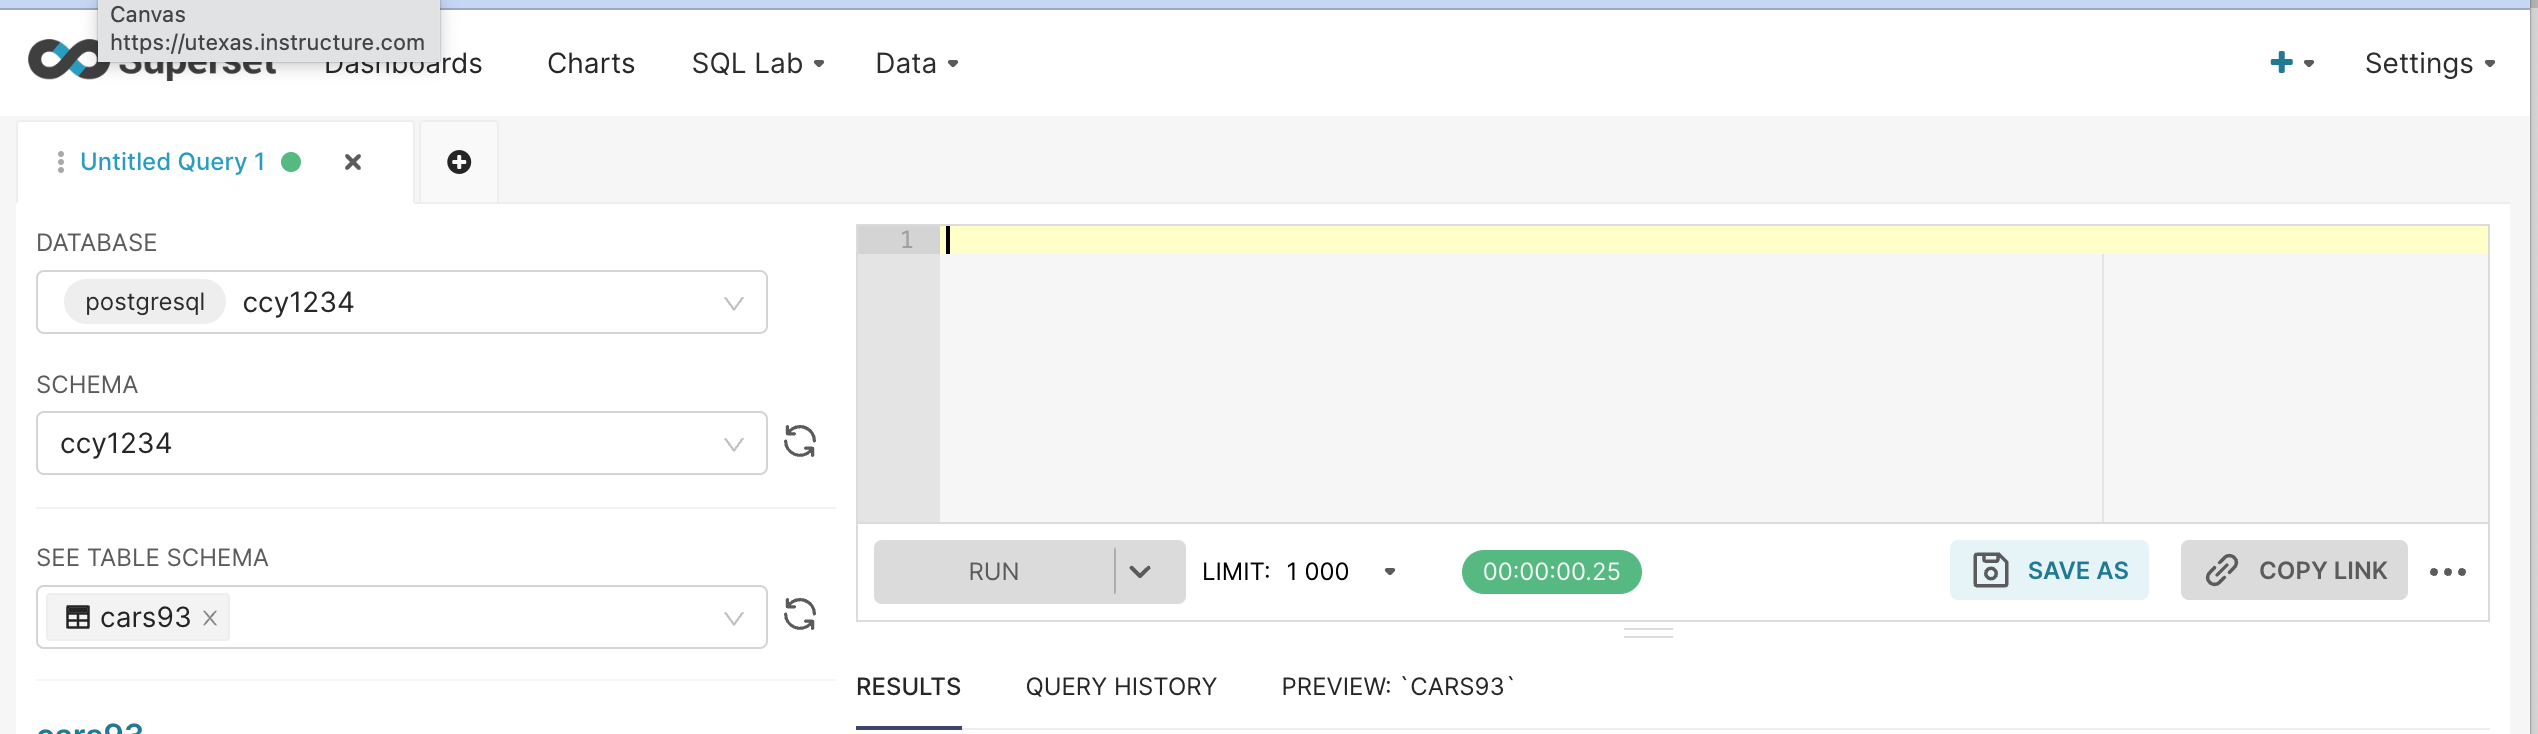 Canvas
https://utexas.instructure.com
Superset
Dashboards
Charts
SQL Lab
Data
Settings
Untitled Query 1
DATABASE
postgresql ccy1234
SCHEMA
ccy1234
SEE TABLE SCHEMA
cars93
cars93
1
RUN
LIMIT: 1 000
00:00:00.25
SAVE AS
COPY LINK
RESULTS
QUERY HISTORY
PREVIEW: `CARS93`